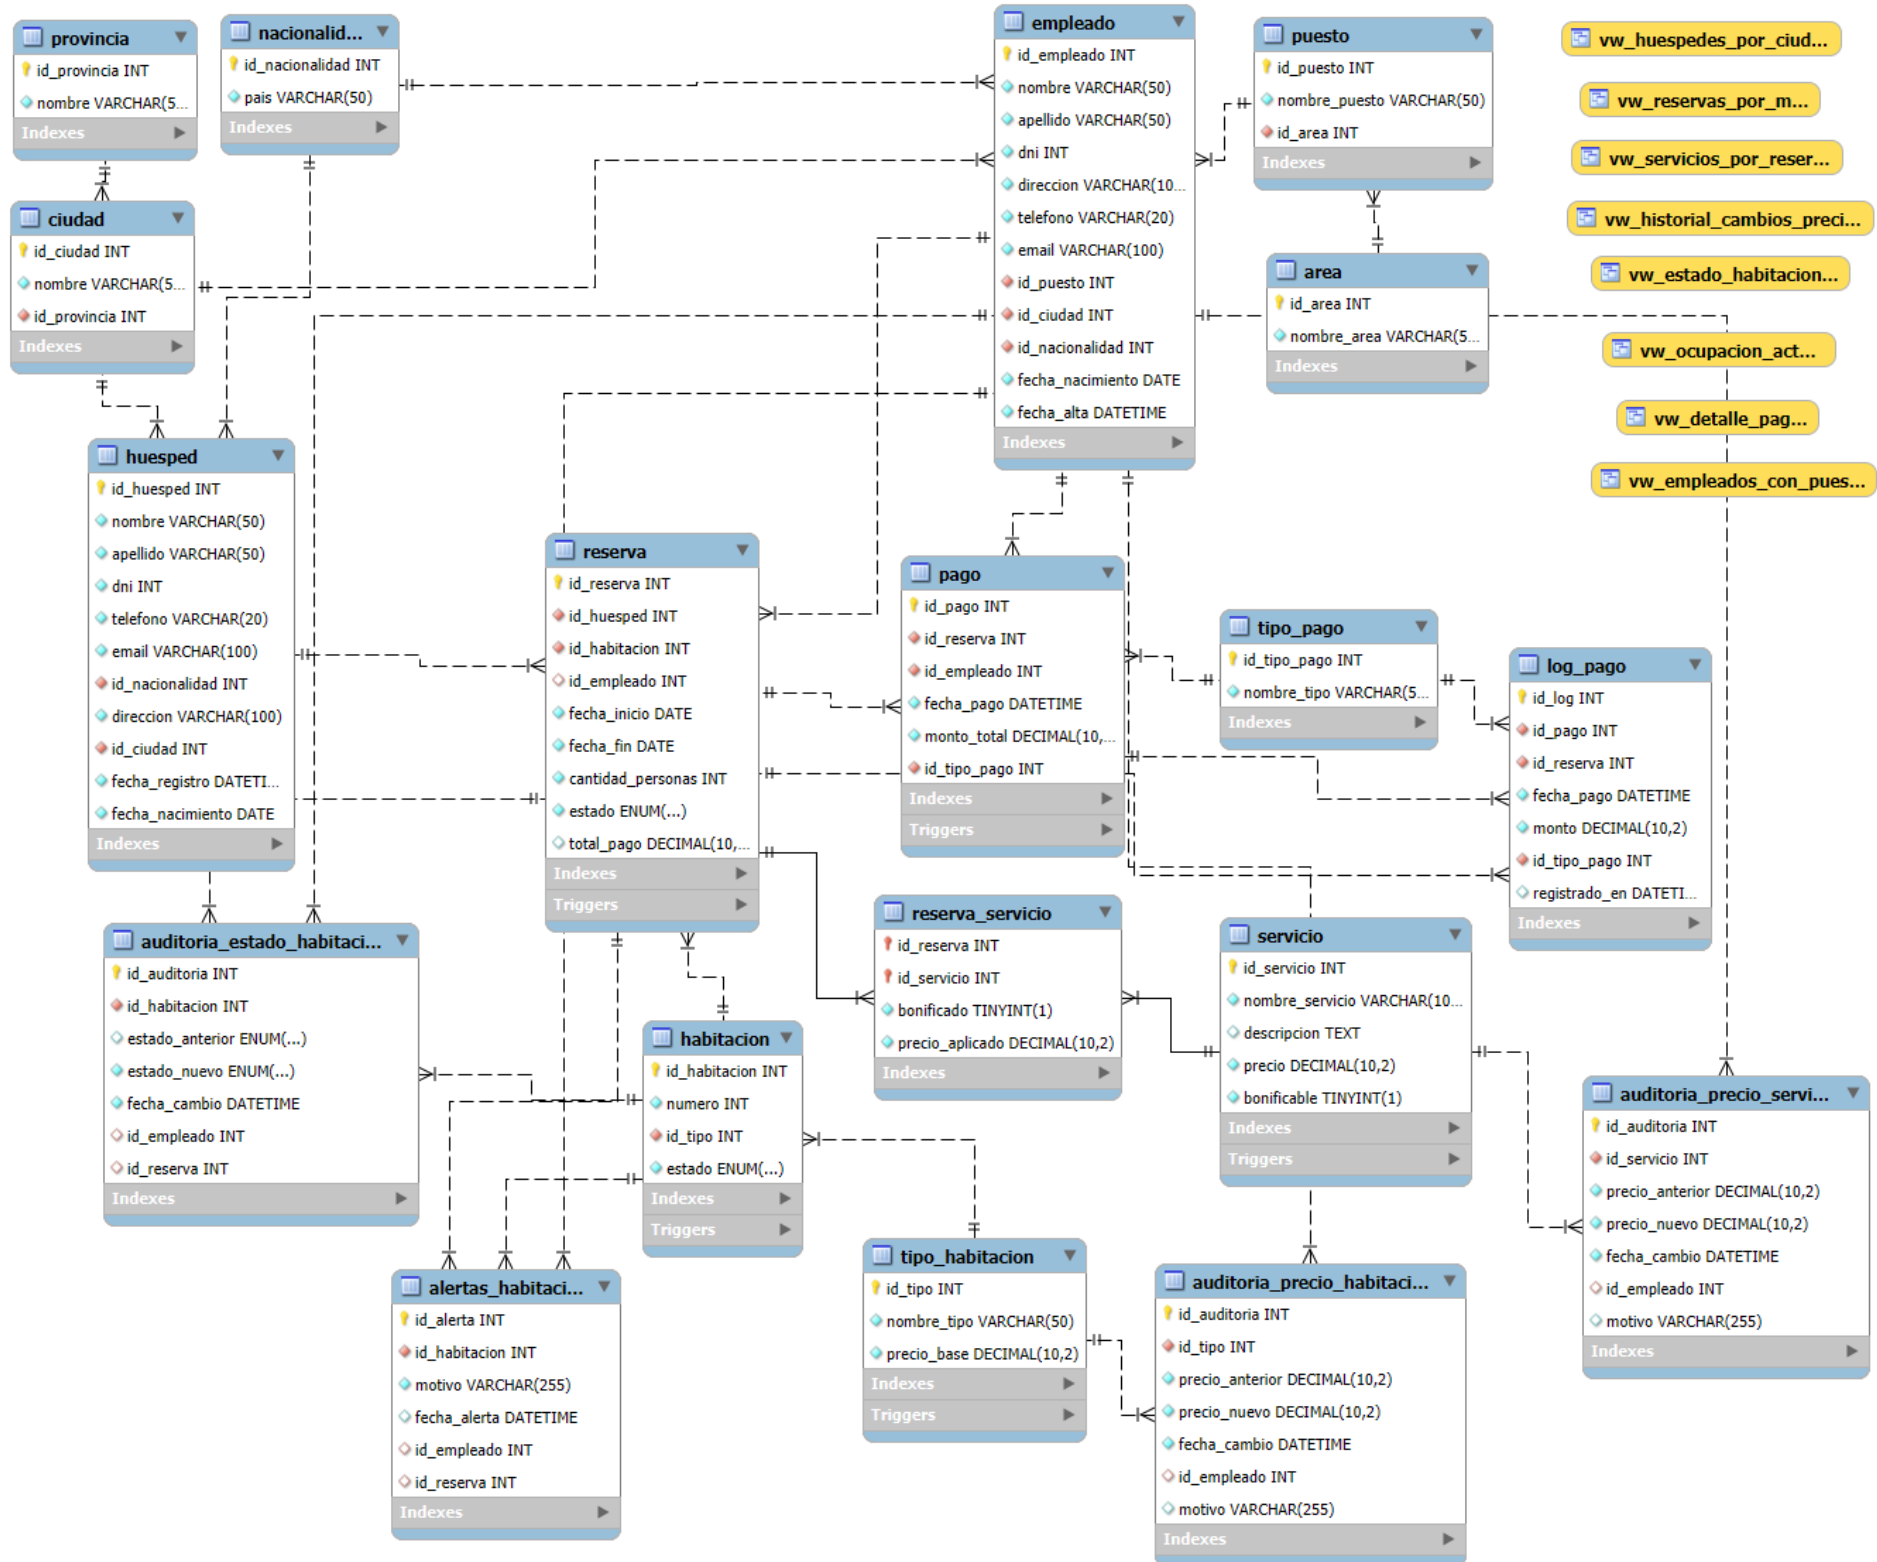 provincia
id_provincia INT
nombre VARCHAR(5...
Indexes
nacionalid...
id_nacionalidad INT
pais VARCHAR(50)
Indexes
ciudad
id_ciudad INT
nombre VARCHAR(5...
id_provincia INT
Indexes
empleado
id_empleado INT
nombre VARCHAR(50)
apellido VARCHAR(50)
dni INT
direccion VARCHAR(10...
telefono VARCHAR(20)
email VARCHAR(100)
id_puesto INT
id_ciudad INT
id_nacionalidad INT
fecha_nacimiento DATE
fecha_alta DATETIME
Indexes
puesto
id_puesto INT
nombre_puesto VARCHAR(50)
id_area INT
Indexes
area
id_area INT
nombre_area VARCHAR(5...
Indexes
vw_huespedes_por_ciud...
vw_reservas_por_m...
vw_servicios_por_reser...
vw_historial_cambios_preci...
vw_estado_habitacion...
vw_ocupacion_act...
vw_detalle_pag...
vw_empleados_con_pues...
huesped
id_huesped INT
nombre VARCHAR(50)
apellido VARCHAR(50)
dni INT
telefono VARCHAR(20)
email VARCHAR(100)
id_nacionalidad INT
direccion VARCHAR(100)
id_ciudad INT
fecha_registro DATETI...
fecha_nacimiento DATE
Indexes
reserva
id_reserva INT
id_huesped INT
id_habitacion INT
id_empleado INT
fecha_inicio DATE
fecha_fin DATE
cantidad_personas INT
estado ENUM(...)
total_pago DECIMAL(10,...
Indexes
Triggers
pago
id_pago INT
id_reserva INT
id_empleado INT
fecha_pago DATETIME
monto_total DECIMAL(10,...
id_tipo_pago INT
Indexes
Triggers
tipo_pago
id_tipo_pago INT
nombre_tipo VARCHAR(5...
Indexes
log_pago
id_log INT
id_pago INT
id_reserva INT
fecha_pago DATETIME
monto DECIMAL(10,2)
id_tipo_pago INT
registrado_en DATETI...
Indexes
auditoria_estado_habitaci...
id_auditoria INT
id_habitacion INT
estado_anterior ENUM(...)
estado_nuevo ENUM(...)
fecha_cambio DATETIME
id_empleado INT
id_reserva INT
Indexes
reserva_servicio
id_reserva INT
id_servicio INT
bonificado TINYINT(1)
precio_aplicado DECIMAL(10,2)
Indexes
servicio
id_servicio INT
nombre_servicio VARCHAR(10...
descripcion TEXT
precio DECIMAL(10,2)
bonificable TINYINT(1)
Indexes
Triggers
habitacion
id_habitacion INT
numero INT
id_tipo INT
estado ENUM(...)
Indexes
Triggers
auditoria_precio_servi...
id_auditoria INT
id_servicio INT
precio_anterior DECIMAL(10,2)
precio_nuevo DECIMAL(10,2)
fecha_cambio DATETIME
id_empleado INT
motivo VARCHAR(255)
Indexes
alertas_habitaci...
id_alerta INT
id_habitacion INT
motivo VARCHAR(255)
fecha_alerta DATETIME
id_empleado INT
id_reserva INT
Indexes
tipo_habitacion
id_tipo INT
nombre_tipo VARCHAR(50)
precio_base DECIMAL(10,2)
Indexes
Triggers
auditoria_precio_habitaci...
id_auditoria INT
id_tipo INT
precio_anterior DECIMAL(10,2)
precio_nuevo DECIMAL(10,2)
fecha_cambio DATETIME
id_empleado INT
motivo VARCHAR(255)
Indexes